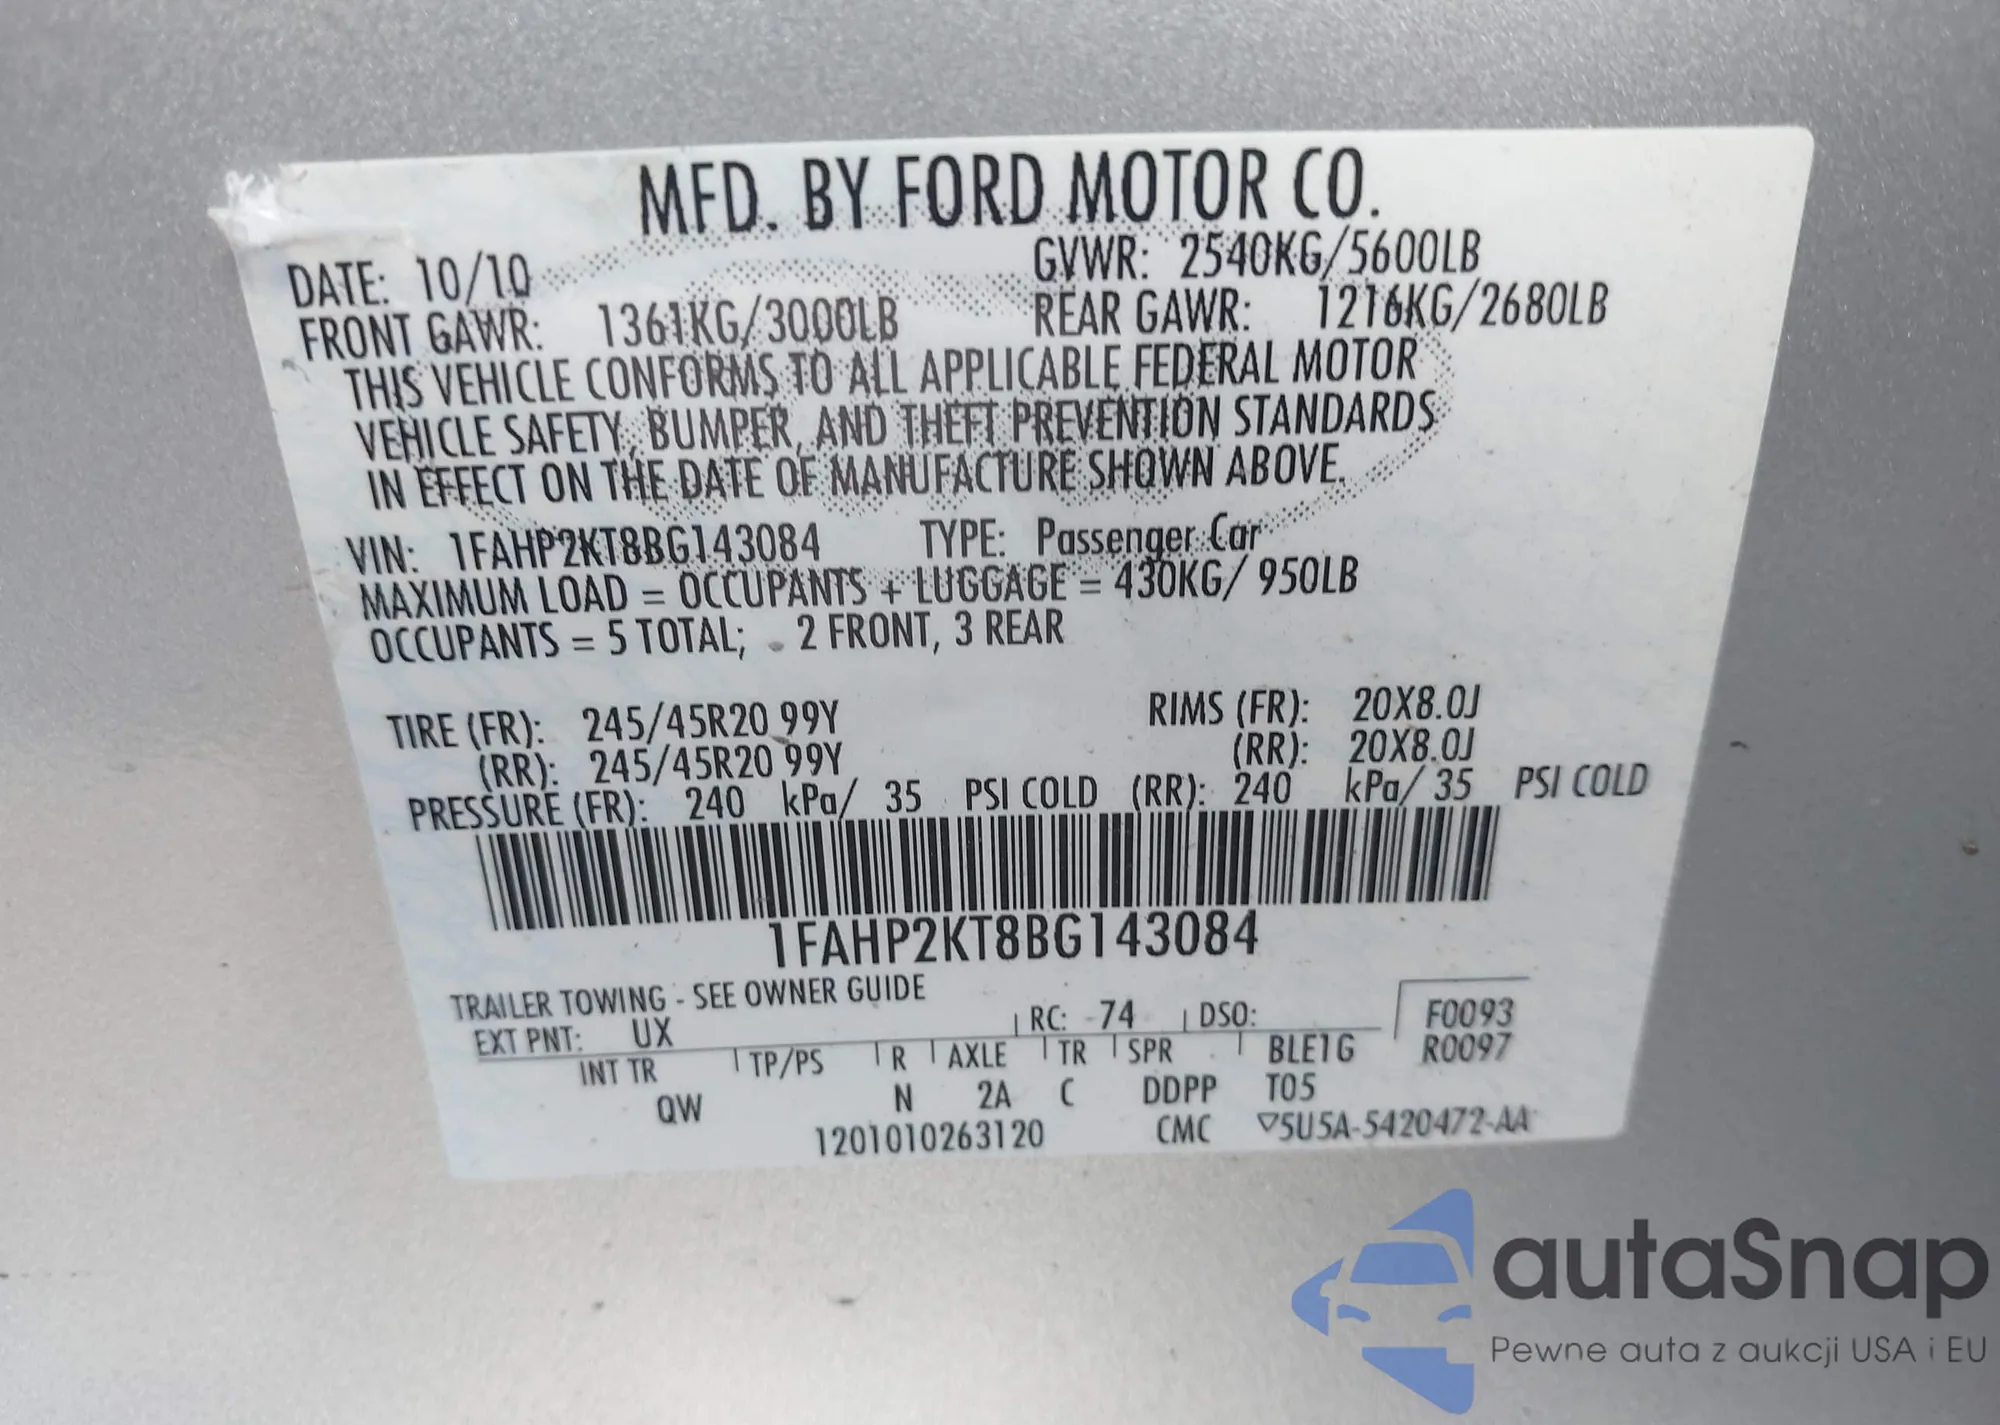 MFD. BY FORD MOTOR CO.
DATE: 10/10 GVWR: 2540KG/5600LB
FRONT GAWR: 1361KG/3000LB REAR GAWR: 1216KG/2680LB
THIS VEHICLE CONFORMS TO ALL APPLICABLE FEDERAL MOTOR
VEHICLE SAFETY, BUMPER, AND THEFT PREVENTION STANDARDS
IN EFFECT ON THE DATE OF MANUFACTURE SHOWN ABOVE.
VIN: 1FAHP2KT8BG143084 TYPE: Passenger Car
MAXIMUM LOAD = OCCUPANTS + LUGGAGE = 430KG/ 950LB
OCCUPANTS = 5 TOTAL; 2 FRONT, 3 REAR
TIRE (FR): 245/45R20 99Y RIMS (FR): 20X8.0J
(RR): 245/45R20 99Y (RR): 20X8.0J
PRESSURE (FR): 240 kPa/ 35 PSI COLD (RR): 240 kPa/ 35 PSI COLD
1FAHP2KT8BG143084
TRAILER TOWING - SEE OWNER GUIDE
EXT PNT: UX RC: 74 DSO: F0093
INT TR TP/PS R AXLE TR SPR BLE1G R0097
QW N 2A C DDPP T05
1201010263120 CMC ▽5U5A-5420472-AA
autaSnap
Pewne auta z aukcji USA i EU